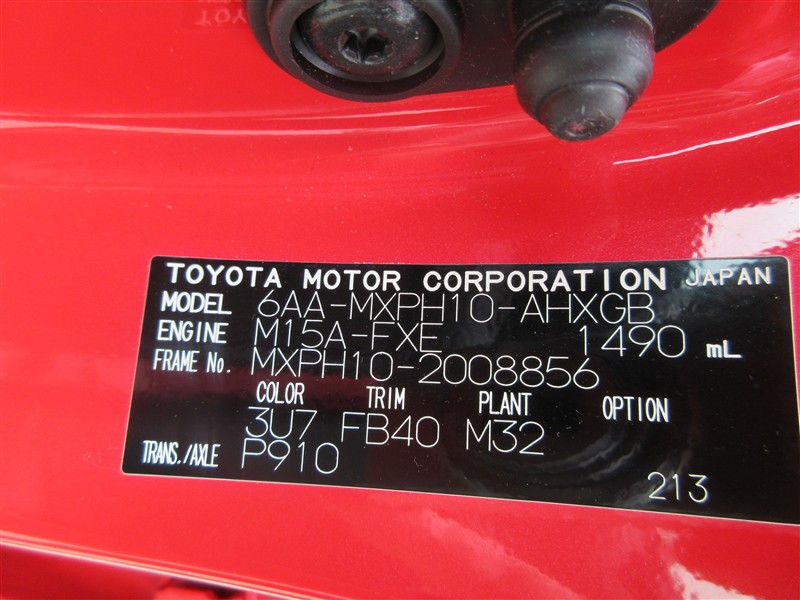 TOYOTA MOTOR CORPORATION JAPAN
MODEL 6AA-MXPH10-AHXGB
ENGINE M15A-FXE 1490 mL
FRAME No. MXPH10-2008856
COLOR TRIM PLANT OPTION
3U7 FB40 M32
TRANS./AXLE P910
213